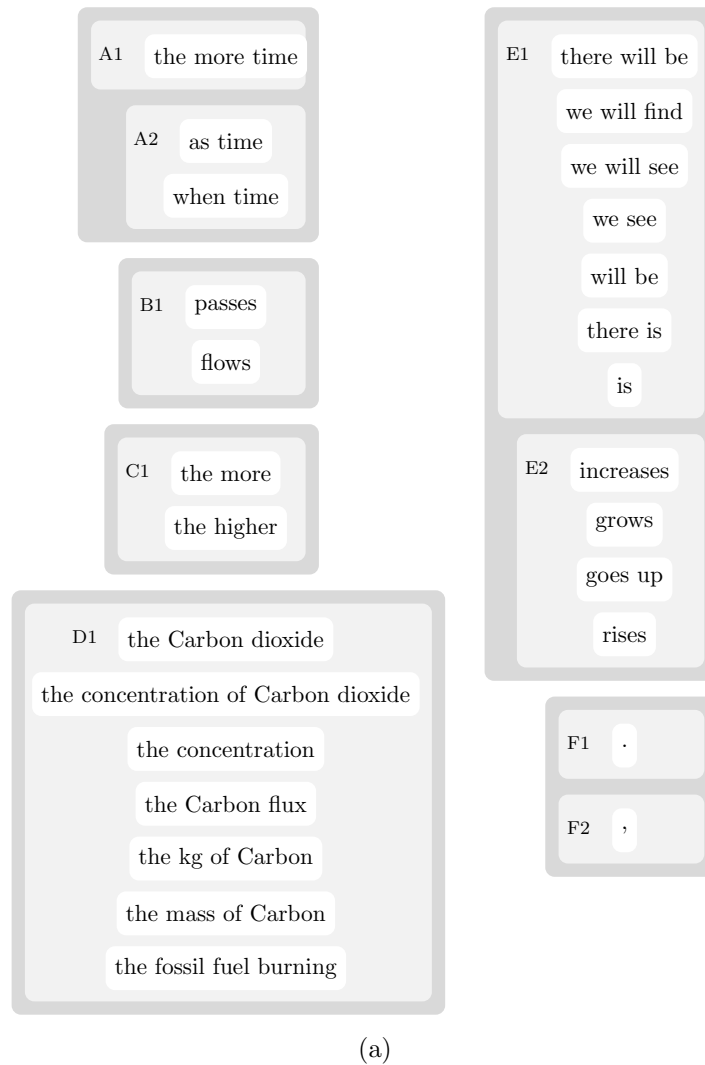 A1 the more time
A2 as time
when time
B1 passes
flows
C1 the more
the higher
D1 the Carbon dioxide
the concentration of Carbon dioxide
the concentration
the Carbon flux
the kg of Carbon
the mass of Carbon
the fossil fuel burning
E1 there will be
we will find
we will see
we see
will be
there is
is
E2 increases
grows
goes up
rises
F1 .
F2 ,
(a)